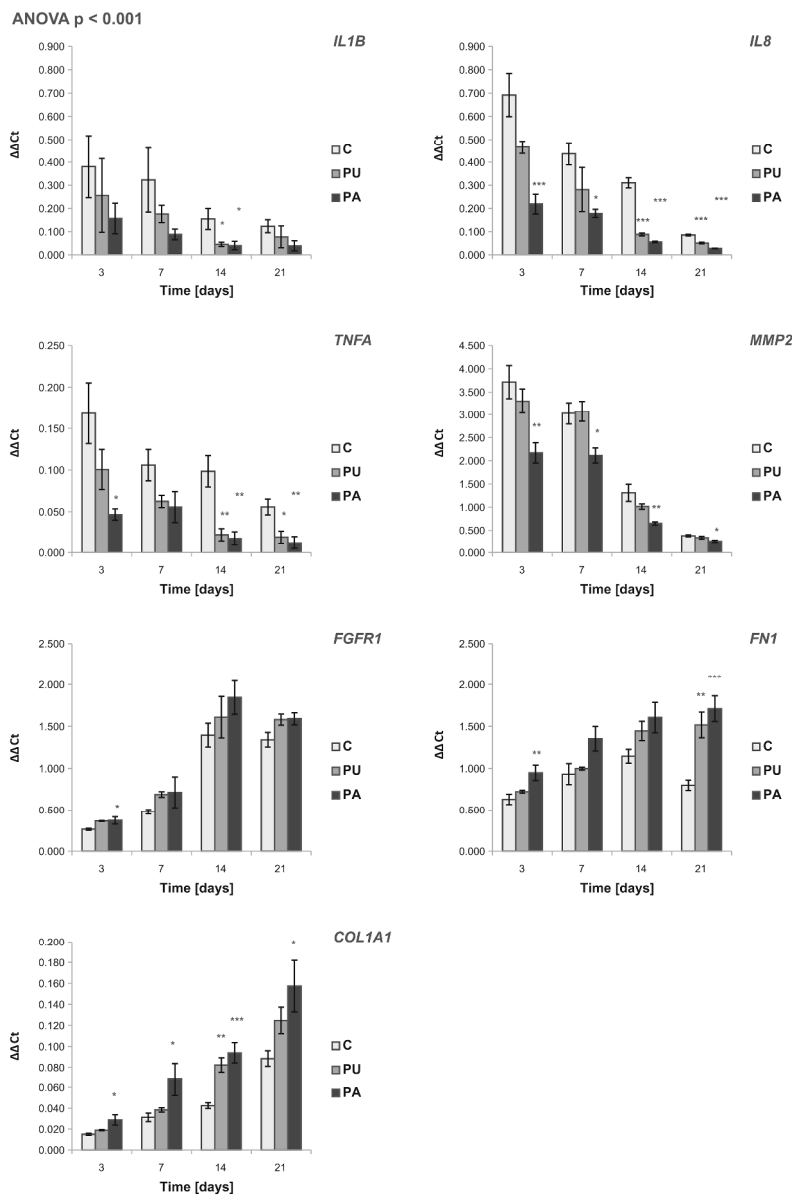 ANOVA p < 0.001
IL1B
0.900
0.800
0.700
0.600
0.500
0.400
0.300
0.200
0.100
0.000
ΔΔCt
* *
C
PU
PA
3 7 14 21
Time [days]
IL8
0.900
0.800
0.700
0.600
0.500
0.400
0.300
0.200
0.100
0.000
ΔΔCt
*** * *** *** *** ***
C
PU
PA
3 7 14 21
Time [days]
TNFA
0.250
0.200
0.150
0.100
0.050
0.000
ΔΔCt
* ** ** * **
C
PU
PA
3 7 14 21
Time [days]
MMP2
4.500
4.000
3.500
3.000
2.500
2.000
1.500
1.000
0.500
0.500
ΔΔCt
** * ** *
C
PU
PA
3 7 14 21
Time [days]
FGFR1
2.500
2.000
1.500
1.000
0.500
0.000
ΔΔCt
*
C
PU
PA
3 7 14 21
Time [days]
FN1
2.500
2.000
1.500
1.000
0.500
0.000
ΔΔCt
** ** ***
C
PU
PA
3 7 14 21
Time [days]
COL1A1
0.200
0.180
0.160
0.140
0.120
0.100
0.080
0.060
0.040
0.020
0.000
ΔΔCt
* * ** *** *
C
PU
PA
3 7 14 21
Time [days]